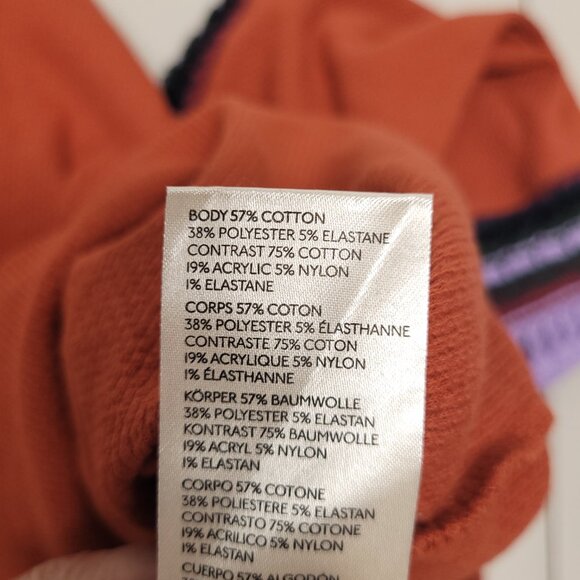 BODY 57% COTTON
38% POLYESTER 5% ELASTANE
CONTRAST 75% COTTON
19% ACRYLIC 5% NYLON
1% ELASTANE
CORPS 57% COTON
38% POLYESTER 5% ÉLASTHANNE
CONTRASTE 75% COTON
19% ACRYLIQUE 5% NYLON
1% ÉLASTHANNE
KÖRPER 57% BAUMWOLLE
38% POLYESTER 5% ELASTAN
KONTRAST 75% BAUMWOLLE
19% ACRYL 5% NYLON
1% ELASTAN
CORPO 57% COTONE
38% POLIESTERE 5% ELASTAN
CONTRASTO 75% COTONE
19% ACRILICO 5% NYLON
1% ELASTAN
CUERPO 57% ALGODÓN